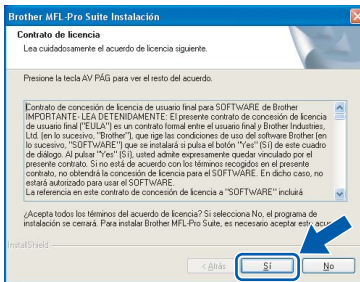 Brother MFL-Pro Suite Instalación
Contrato de licencia
Lea cuidadosamente el acuerdo de licencia siguiente.
Presione la tecla AV PÁG para ver el resto del acuerdo.
Contrato de concesión de licencia de usuario final para SOFTWARE de Brother
IMPORTANTE- LEA DETENIDAMENTE: El presente contrato de concesión de licencia
de usuario final ("EULA") es un contrato formal entre el usuario final y Brother Industries,
Ltd. (en lo sucesivo, "Brother"), que rige las condiciones de uso del software Brother (en
lo sucesivo, "SOFTWARE") que se instalará si pulsa el botón "Yes" (Sí) de este cuadro
de diálogo. Al pulsar "Yes" (Sí), usted admite expresamente quedar vinculado por el
presente contrato. Si no está de acuerdo con los términos recogidos en el presente
contrato, no obtendrá la concesión de licencia para el SOFTWARE. En dicho caso, no
estará autorizado para usar el SOFTWARE.
La referencia en este contrato de concesión de licencia a "SOFTWARE" incluirá
¿Acepta todos los términos del acuerdo de licencia? Si selecciona No, el programa de
instalación se cerrará. Para instalar Brother MFL-Pro Suite, es necesario aceptar este
InstallShield
< Atrás
Sí
No